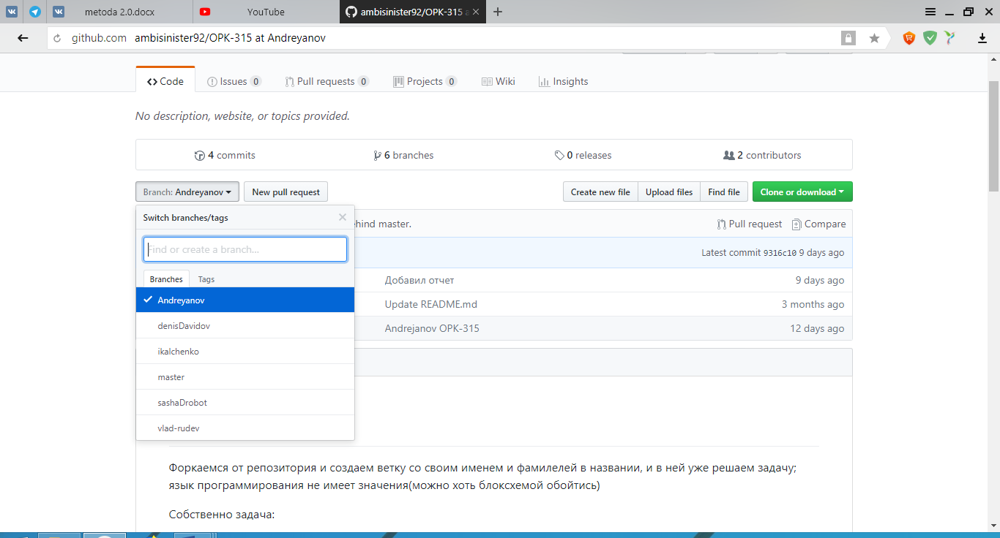 metoda 2.0.docx
YouTube
ambisinister92/OPK-315 a
github.com ambisinister92/OPK-315 at Andreyanov
Code
Issues 0
Pull requests 0
Projects 0
Wiki
Insights
No description, website, or topics provided.
4 commits
6 branches
0 releases
2 contributors
Branch: Andreyanov
New pull request
Create new file
Upload files
Find file
Clone or download
Switch branches/tags
Find or create a branch...
Branches
Tags
Andreyanov
denisDavidov
ikalchenko
master
sashaDrobot
vlad-rudev
master.
Pull request
Compare
Latest commit 9316c10 9 days ago
Добавил отчет
9 days ago
Update README.md
3 months ago
Andrejanov OPK-315
12 days ago
Форкаемся от репозитория и создаем ветку со своим именем и фамилелей в названии, и в ней уже решаем задачу;
язык программирования не имеет значения(можно хоть блоксхемой обойтись)
Собственно задача: